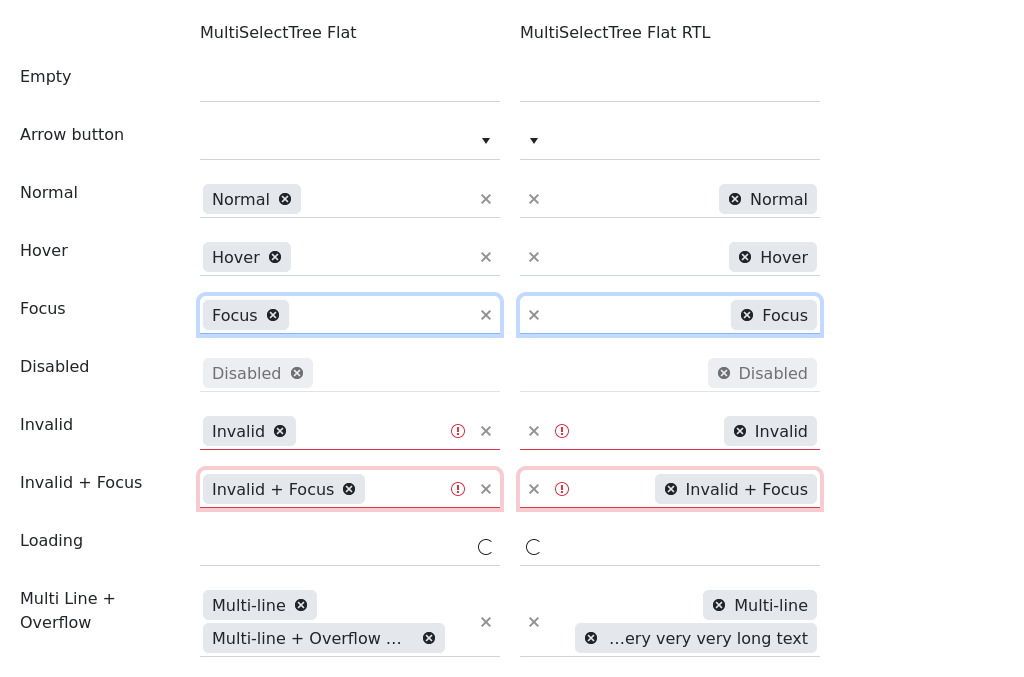 MultiSelectTree Flat MultiSelectTree Flat RTL
Empty
Arrow button
Normal Normal Normal
Hover Hover Hover
Focus Focus Focus
Disabled Disabled Disabled
Invalid Invalid Invalid
Invalid + Focus Invalid + Focus Invalid + Focus
Loading
Multi Line + Multi-line Multi-line
Overflow Multi-line + Overflow ... ...ery very very long text